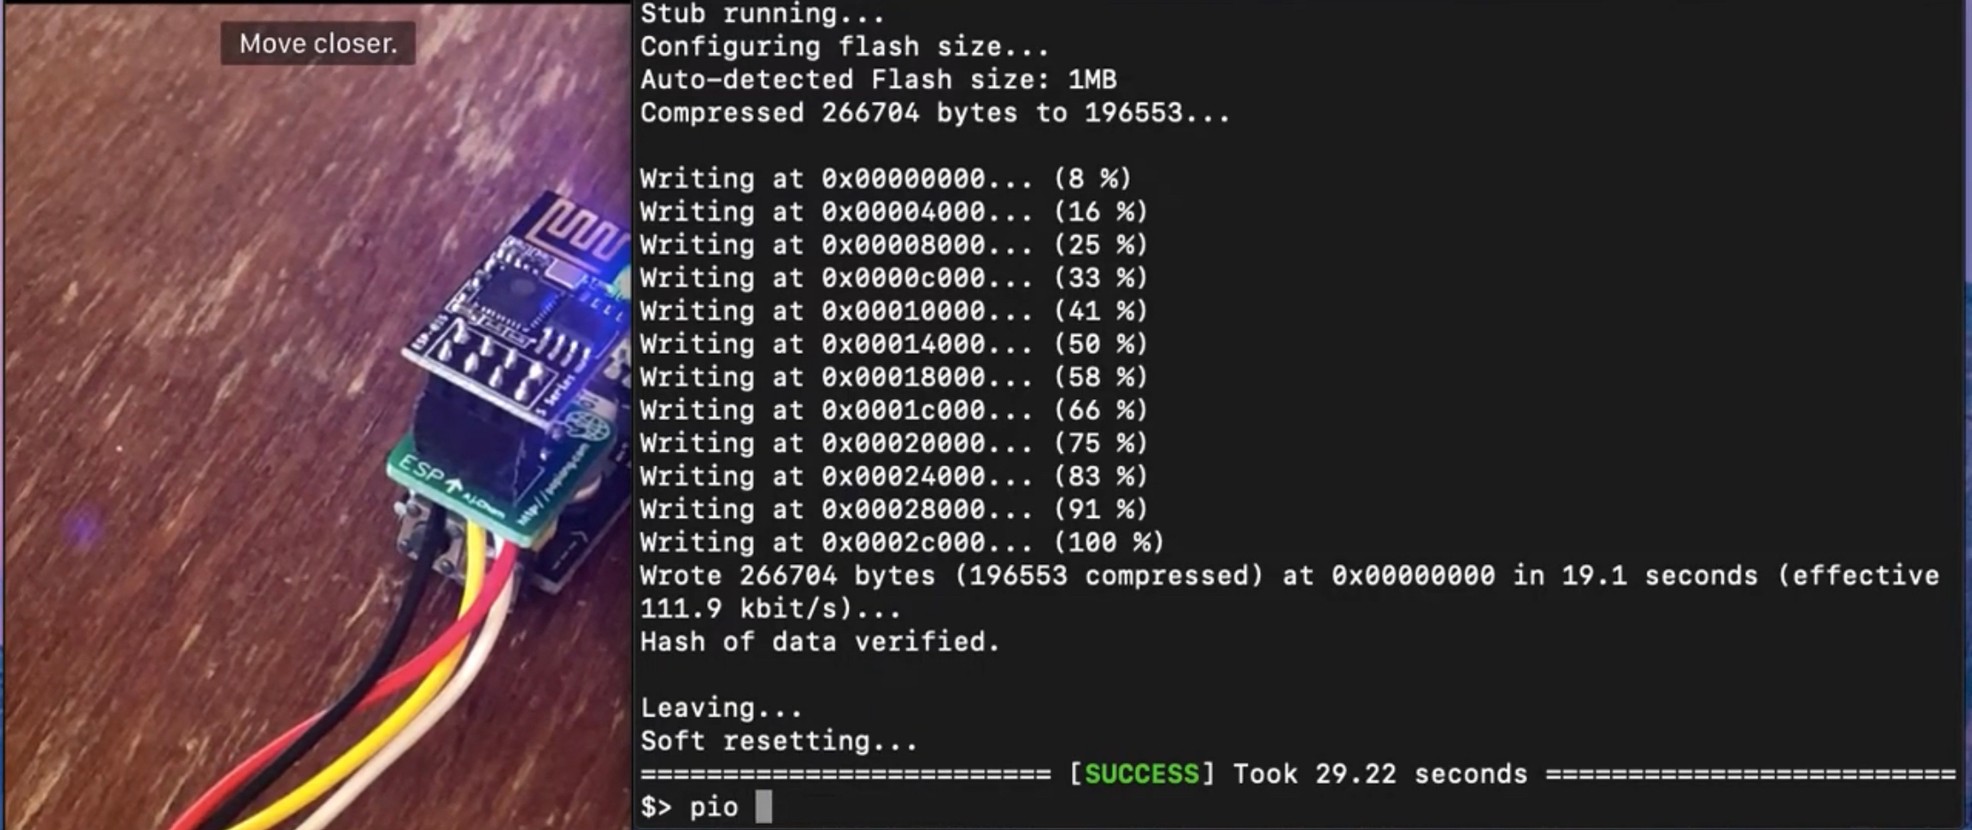 Move closer.
ESP-01S
S Series
ESP↑
Stub running...
Configuring flash size...
Auto-detected Flash size: 1MB
Compressed 266704 bytes to 196553...
Writing at 0x00000000... (8 %)
Writing at 0x00004000... (16 %)
Writing at 0x00008000... (25 %)
Writing at 0x0000c000... (33 %)
Writing at 0x00010000... (41 %)
Writing at 0x00014000... (50 %)
Writing at 0x00018000... (58 %)
Writing at 0x0001c000... (66 %)
Writing at 0x00020000... (75 %)
Writing at 0x00024000... (83 %)
Writing at 0x00028000... (91 %)
Writing at 0x0002c000... (100 %)
Wrote 266704 bytes (196553 compressed) at 0x00000000 in 19.1 seconds (effective
111.9 kbit/s)...
Hash of data verified.
Leaving...
Soft resetting...
========================= [SUCCESS] Took 29.22 seconds =========================
$> pio